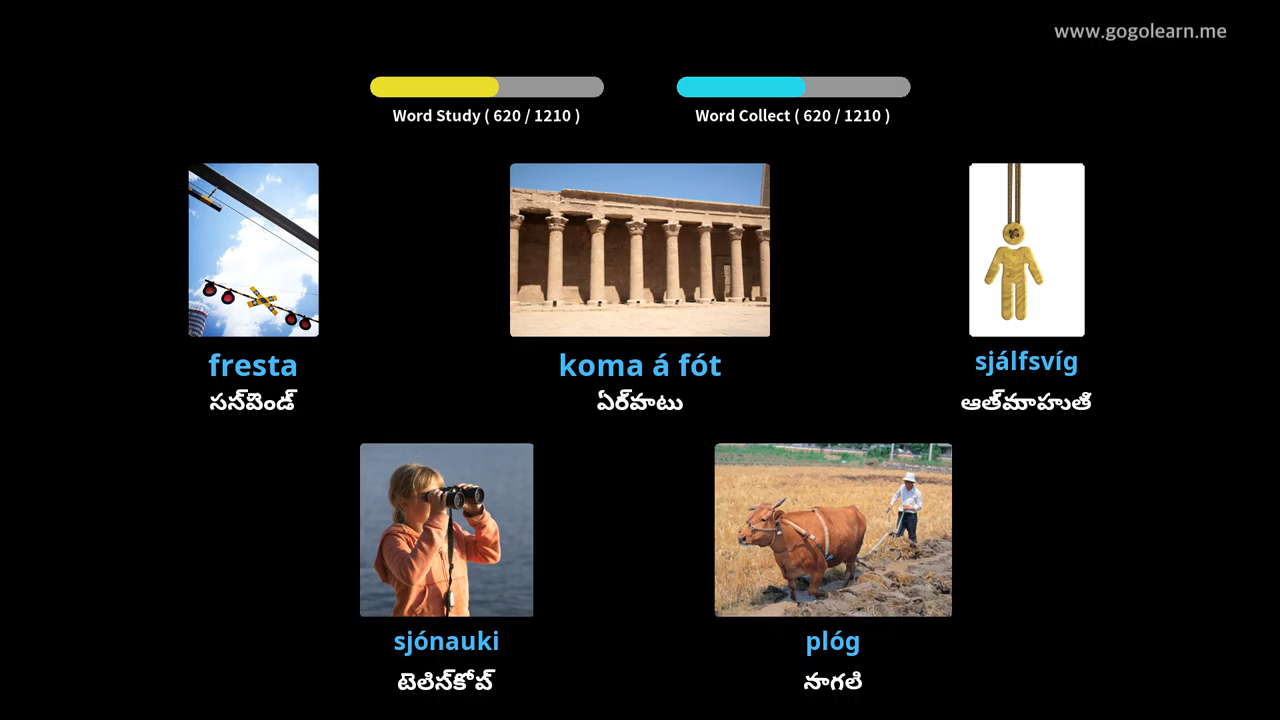 www.gogolearn.me
Word Study ( 620 / 1210 )
Word Collect ( 620 / 1210 )
fresta
సస్‌పెండ్
koma á fót
ఏర్‌వాటు
sjálfsvíg
ఆత్‌మాహుతి
sjónauki
టెలిస్‌కోప్
plóg
నాగలి